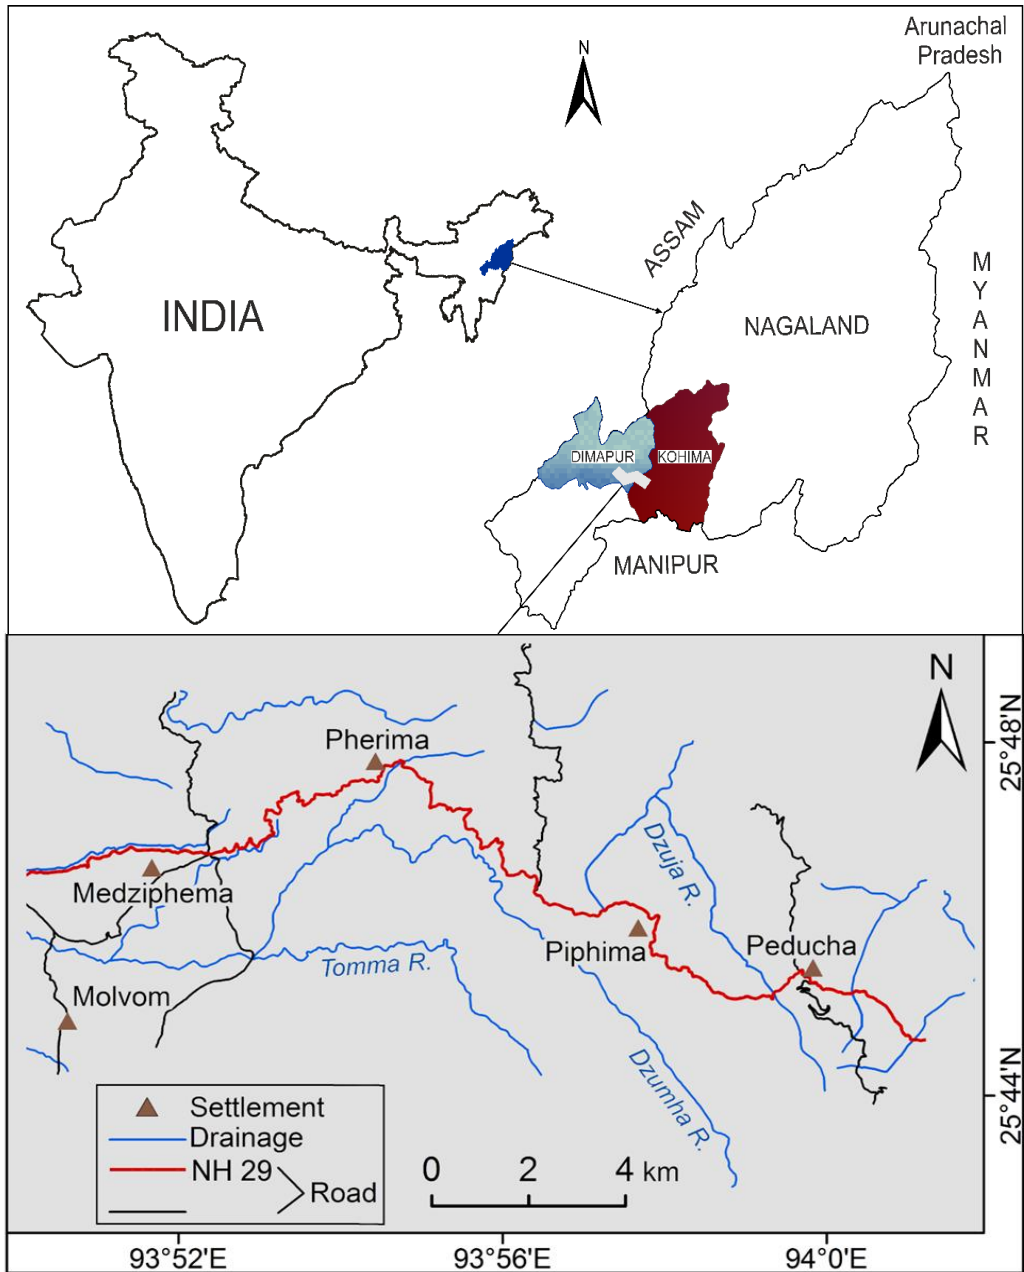 Arunachal
Pradesh
N
ASSAM
MYANMAR
INDIA
NAGALAND
DIMAPUR
KOHIMA
MANIPUR
N
25°48'N
Pherima
Dzuja R.
Medziphema
Piphima
Peducha
Tomma R.
Molvom
Dzumha R.
25°44'N
Settlement
Drainage
NH 29
Road
0 2 4 km
93°52'E 93°56'E 94°0'E